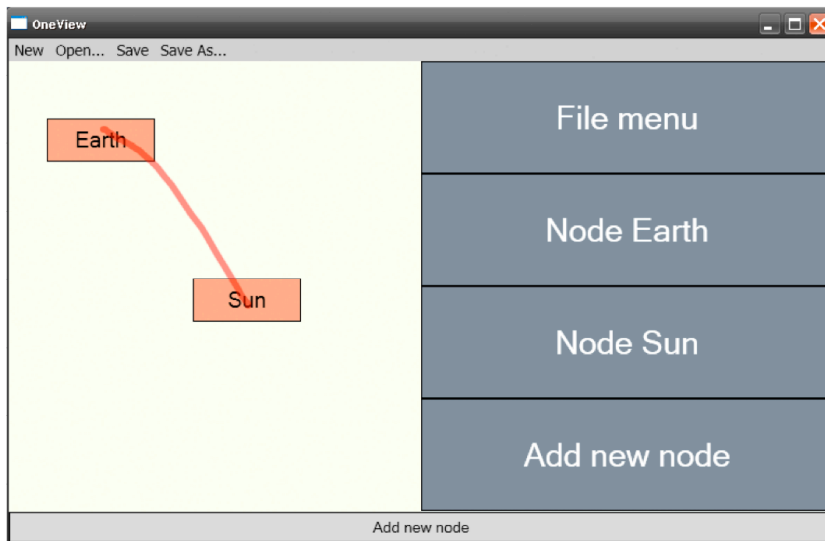 OneView
New Open... Save Save As...
Earth
Sun
File menu
Node Earth
Node Sun
Add new node
Add new node